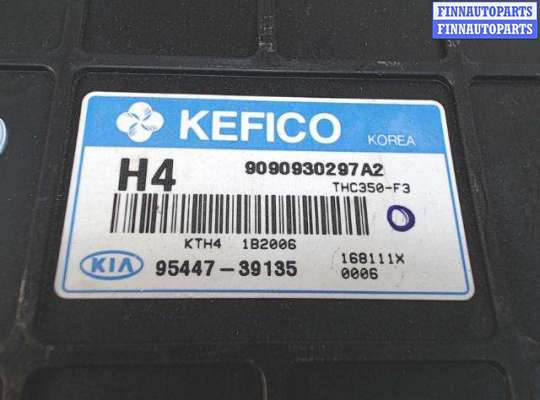 FINNAUTOPARTS
FINNAUTOPARTS
KEFICO KOREA
H4 9090930297A2
THC350-F3
KTH4 1B2006
KIA 95447-39135 168111X
0006